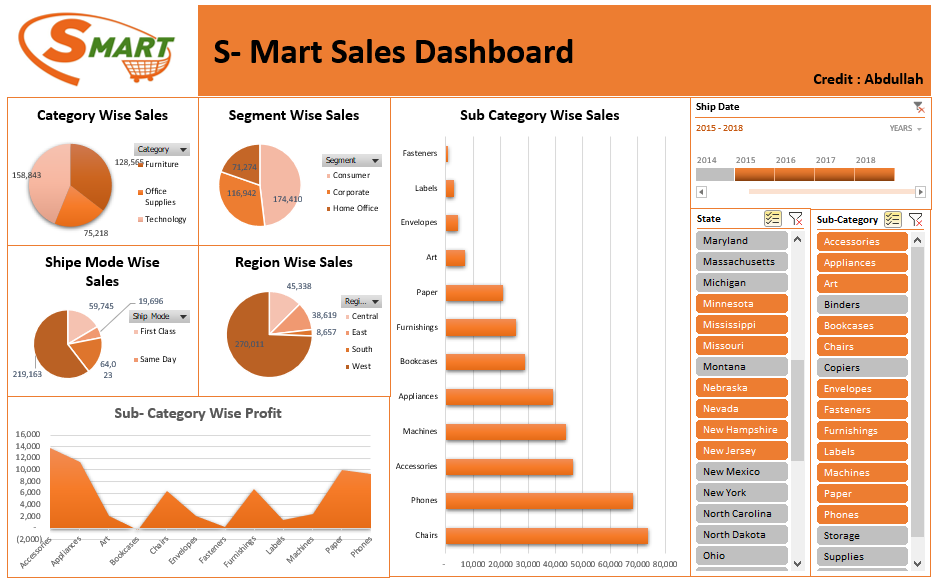 SMART
S- Mart Sales Dashboard
Credit : Abdullah
Category Wise Sales
Category
Furniture
Office
Supplies
Technology
128,565
158,843
75,218
Segment Wise Sales
Segment
Consumer
Corporate
Home Office
71,274
116,942
174,410
Shipe Mode Wise
Sales
19,696
59,745
Ship Mode
First Class
Same Day
219,163
64,0
23
Region Wise Sales
45,338
Regi...
Central
East
South
West
38,619
8,657
270,011
Sub Category Wise Sales
Fasteners
Labels
Envelopes
Art
Paper
Furnishings
Bookcases
Appliances
Machines
Accessories
Phones
Chairs
- 10,000 20,000 30,000 40,000 50,000 60,000 70,000 80,000
Sub- Category Wise Profit
16,000
14,000
12,000
10,000
8,000
6,000
4,000
2,000
-
(2,000)
Accessories
Appliances
Art
Bookcases
Chairs
Envelopes
Fasteners
Furnishings
Labels
Machines
Paper
Phones
Ship Date
2015 - 2018
YEARS
2014 2015 2016 2017 2018
State
Maryland
Massachusetts
Michigan
Minnesota
Mississippi
Missouri
Montana
Nebraska
Nevada
New Hampshire
New Jersey
New Mexico
New York
North Carolina
North Dakota
Ohio
Sub-Category
Accessories
Appliances
Art
Binders
Bookcases
Chairs
Copiers
Envelopes
Fasteners
Furnishings
Labels
Machines
Paper
Phones
Storage
Supplies